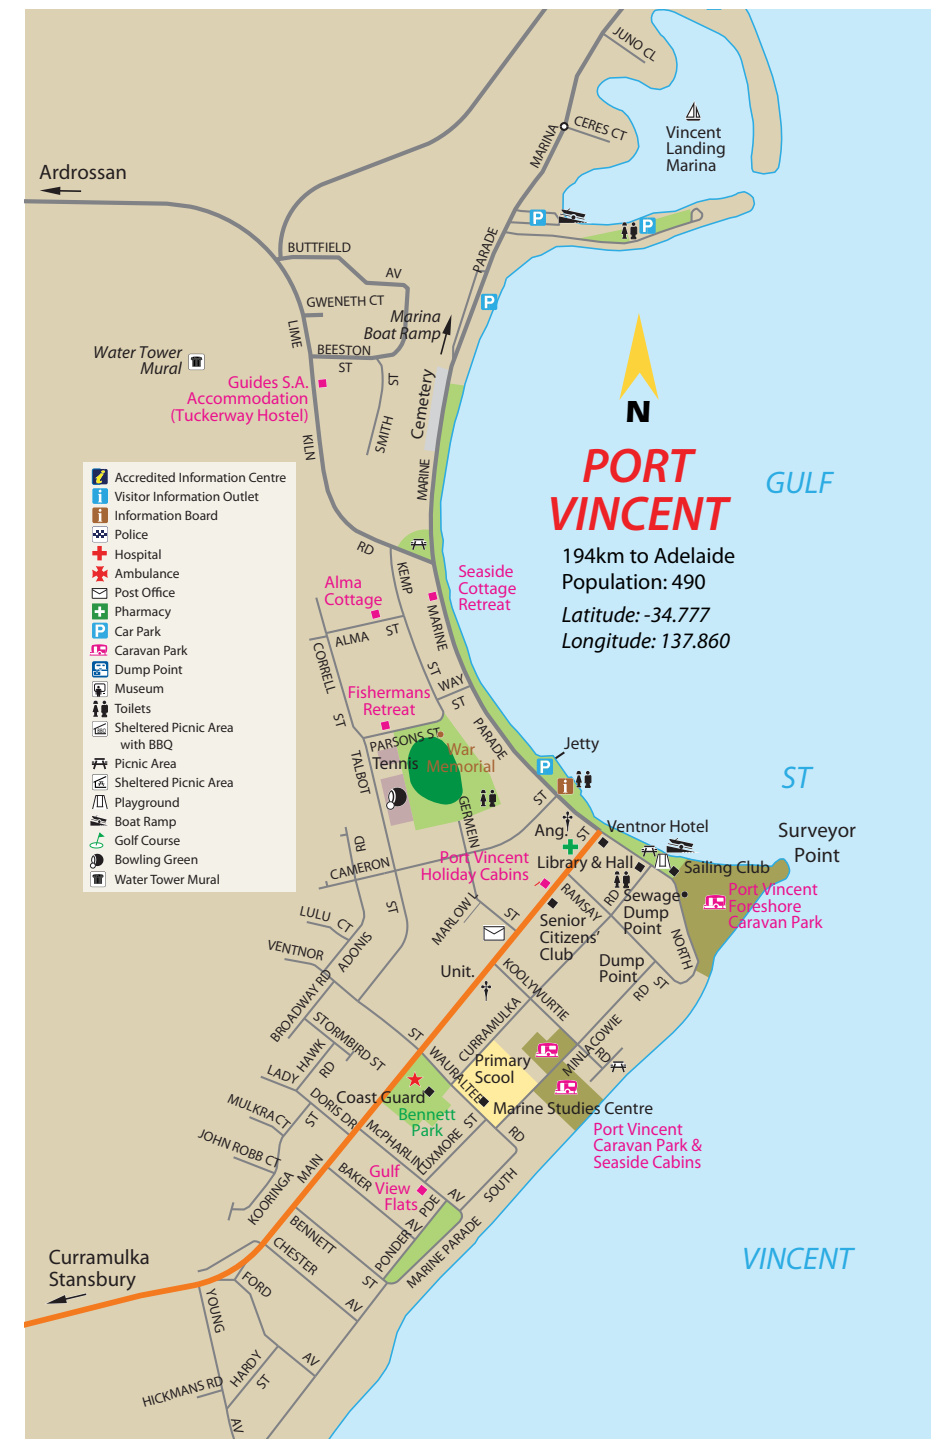 JUNO CL
CERES CT
MARINA
Vincent
Landing
Marina
Ardrossan
P
P
BUTTFIELD
AV
PARADE
GWENETH CT
P
Marina
Boat Ramp
LIME
BEESTON
ST
Water Tower
Mural
Guides S.A.
Accommodation
(Tuckerway Hostel)
ST
SMITH
Cemetery
KILN
MARINE
N
PORT
VINCENT
194km to Adelaide
Population: 490
Latitude: -34.777
Longitude: 137.860
GULF
ST
VINCENT
Accredited Information Centre
Visitor Information Outlet
Information Board
Police
Hospital
Ambulance
Post Office
Pharmacy
P Car Park
Caravan Park
Dump Point
Museum
Toilets
Sheltered Picnic Area
with BBQ
Picnic Area
Sheltered Picnic Area
Playground
Boat Ramp
Golf Course
Bowling Green
Water Tower Mural
RD
KEMP
ST
Seaside
Cottage
Retreat
Alma
Cottage
MARINE
PARADE
ALMA ST
CORRELL
ST
WAY
ST
Fishermans
Retreat
PARSONS ST
War
Memorial
Tennis
TALBOT
ST
GERMEIN
ST
Jetty
P
Ang.
ST
Ventnor Hotel
Surveyor
Point
RD
CAMERON
Port Vincent
Holiday Cabins
Library & Hall
Sailing Club
RAMSAY
RD
Sewage
Dump
Point
Port Vincent
Foreshore
Caravan Park
LULU CT
MARLOW L
ST
Senior
Citizens'
Club
NORTH
VENTNOR
ADONIS
Unit.
Dump
Point
ST
RD
BROADWAY RD
KOOLYWURTIE
STORMBIRD ST
ST
WAURALTEE
CURRAMULKA
MINLACOWIE
RD
HAWK
RD
LADY
Primary
Scool
DORIS DR
Coast Guard
Bennett
Park
Marine Studies Centre
MULKRA CT
ST
McPHARLIN
LUXMORE
ST
RD
Port Vincent
Caravan Park &
Seaside Cabins
JOHN ROBB CT
KOORINGA
MAIN
BAKER
Gulf
View
Flats
AV
SOUTH
PDE
AV
PONDER
MARINE PARADE
BENNETT
ST
CHESTER
AV
Curramulka
Stansbury
FORD
AV
YOUNG
AV
HARDY
ST
HICKMANS RD